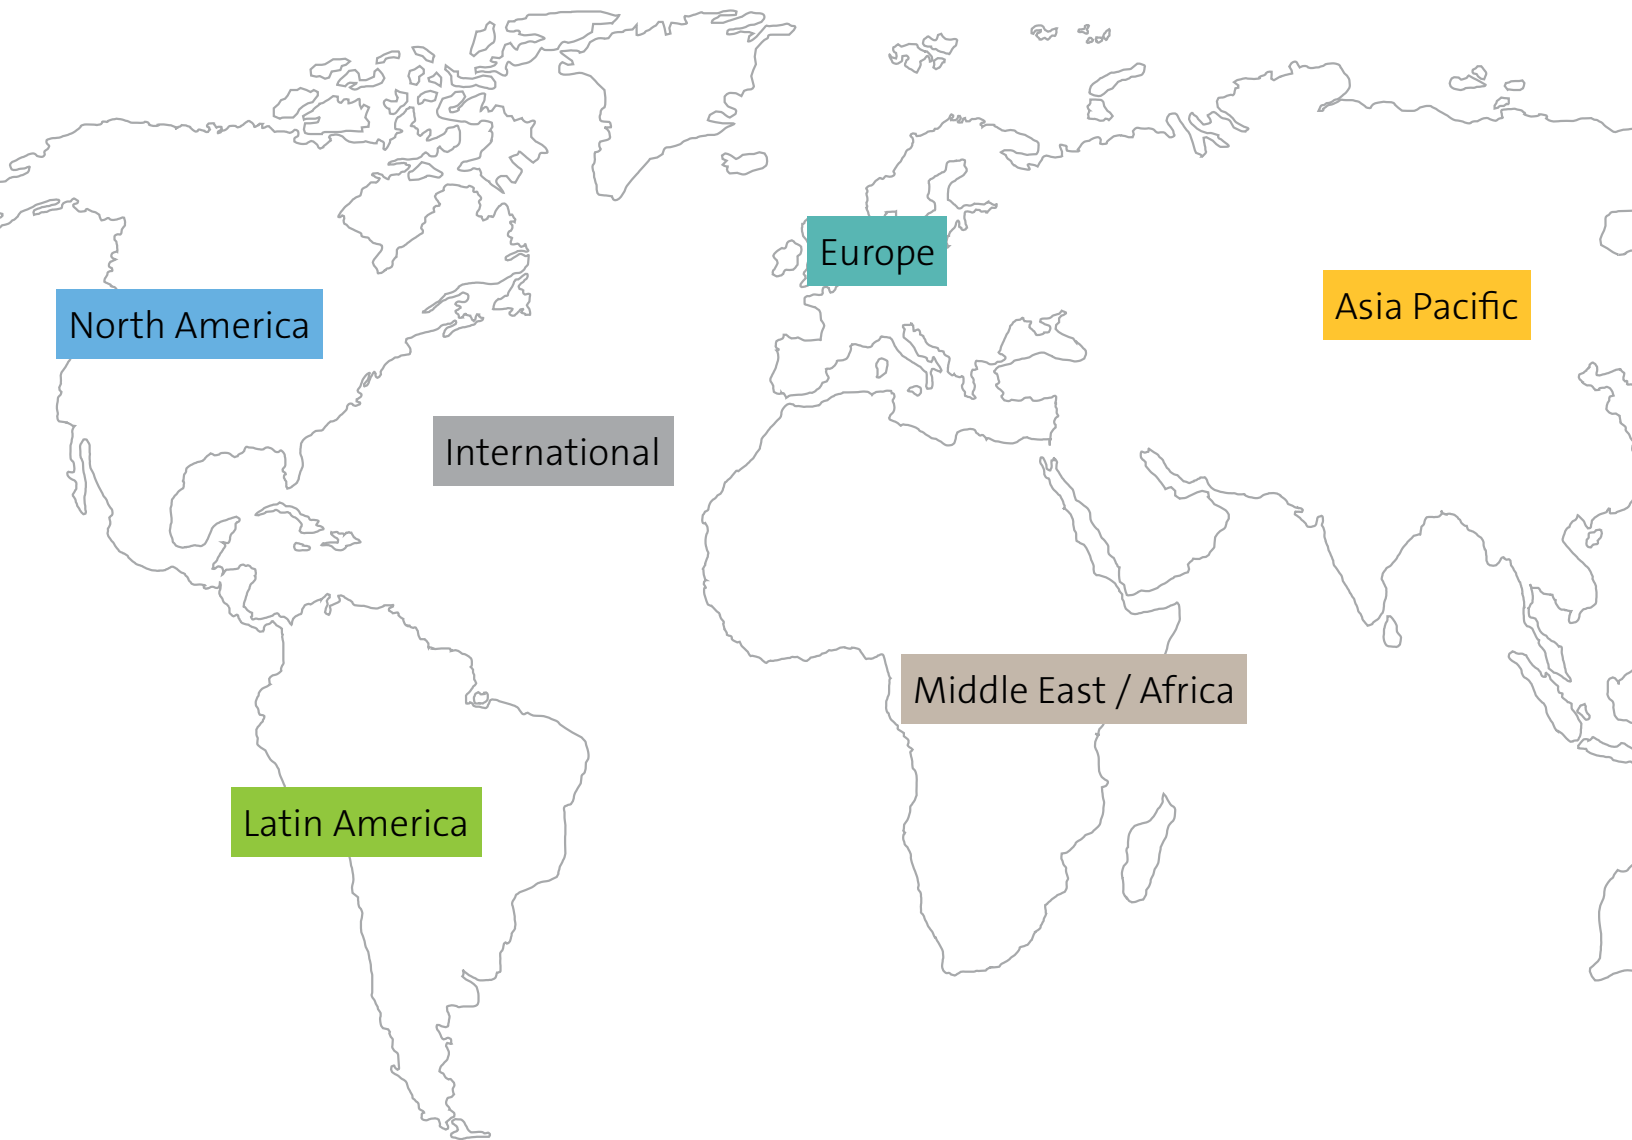 Europe
Asia Pacific
North America
International
Middle East / Africa
Latin America